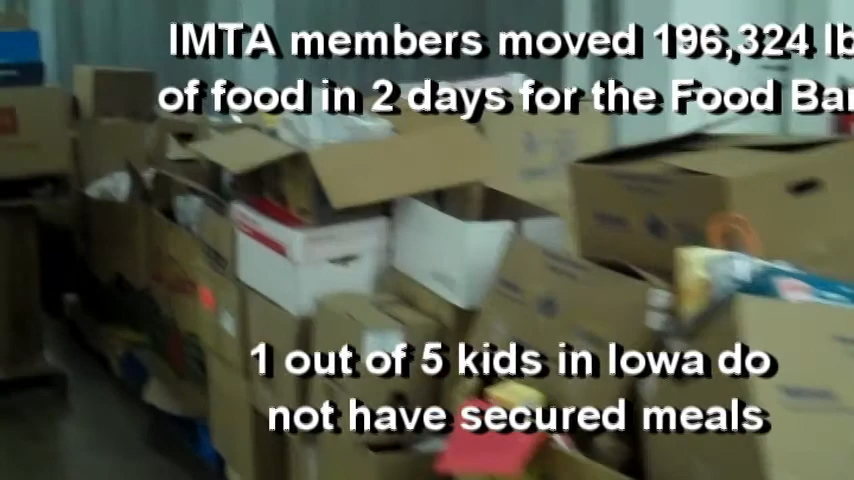 IMTA members moved 196,324 lb
of food in 2 days for the Food Ba
1 out of 5 kids in Iowa do
not have secured meals